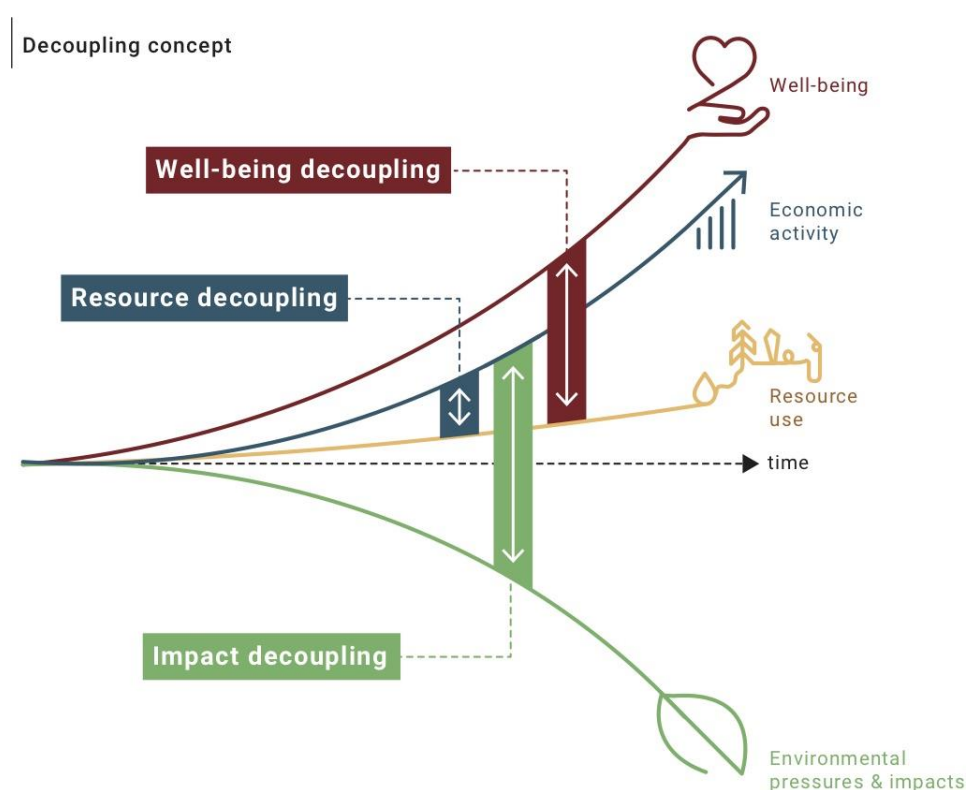 Decoupling concept
Well-being
Well-being decoupling
Economic
activity
Resource decoupling
Resource
use
time
Impact decoupling
Environmental
pressures & impacts